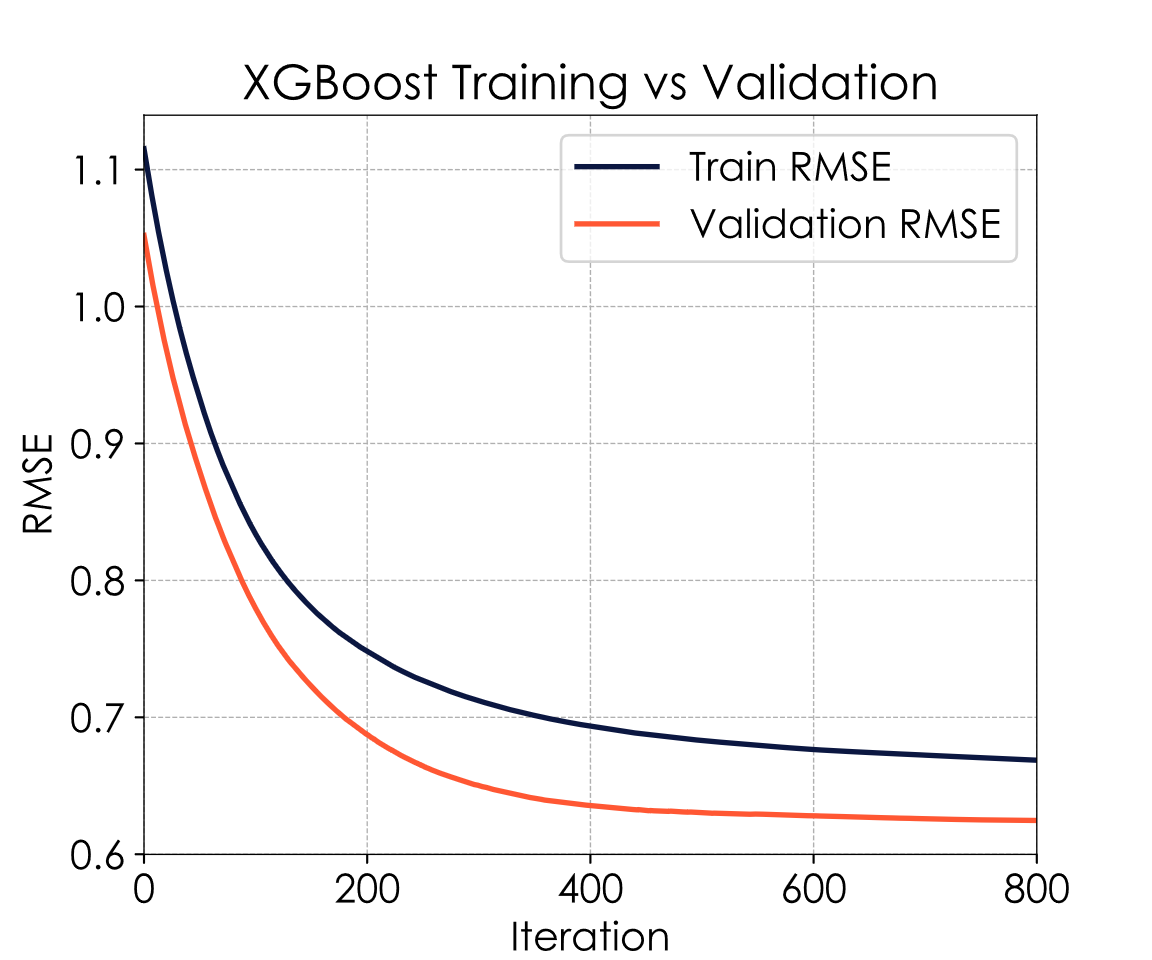 XGBoost Training vs Validation
Train RMSE
Validation RMSE
1.1
1.0
0.9
0.8
0.7
0.6
RMSE
0 200 400 600 800
Iteration